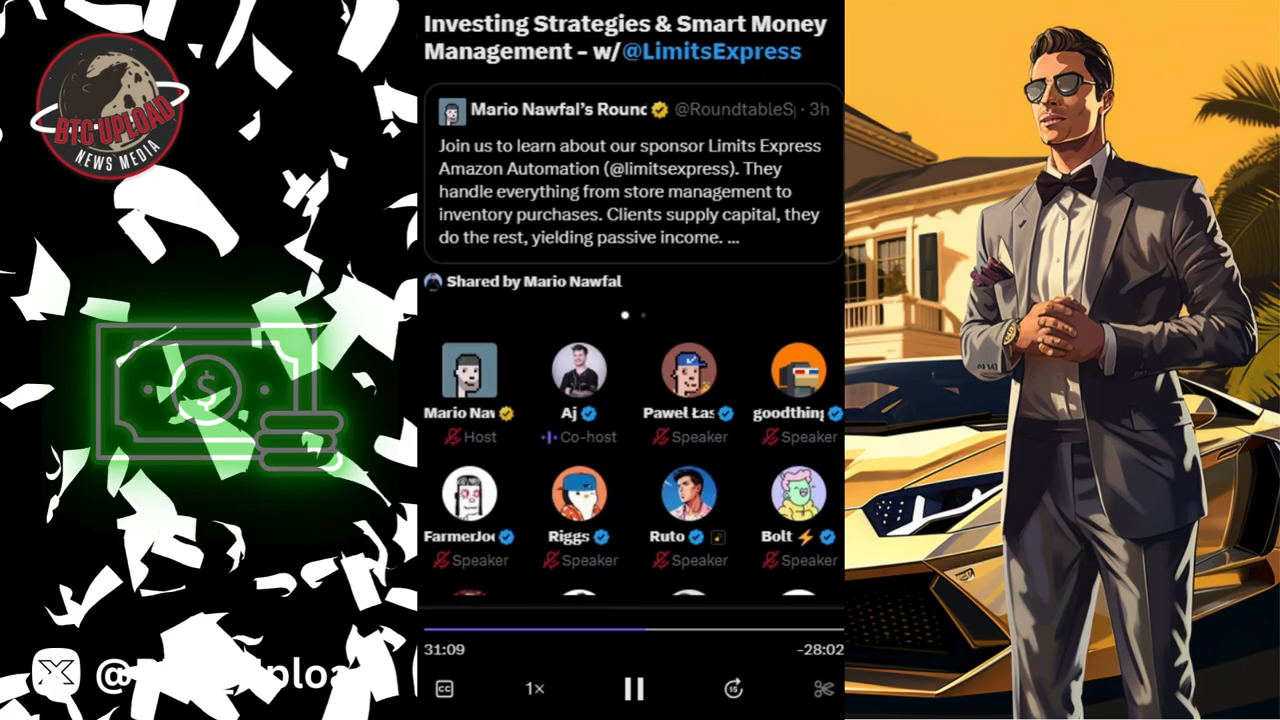 BTC UPLOAD
NEWS MEDIA
$
Investing Strategies & Smart Money
Management - w/@LimitsExpress
Mario Nawfal's Roun @RoundtableS · 3h
Join us to learn about our sponsor Limits Express
Amazon Automation (@limitsexpress). They
handle everything from store management to
inventory purchases. Clients supply capital, they
do the rest, yielding passive income. ...
Shared by Mario Nawfal
Mario Nav Aj Paweł Łas goodthing
Host Co-host Speaker Speaker
FarmerJoe Riggs Ruto Bolt ⚡
Speaker Speaker Speaker Speaker
31:09 -28:02
CC 1× 15